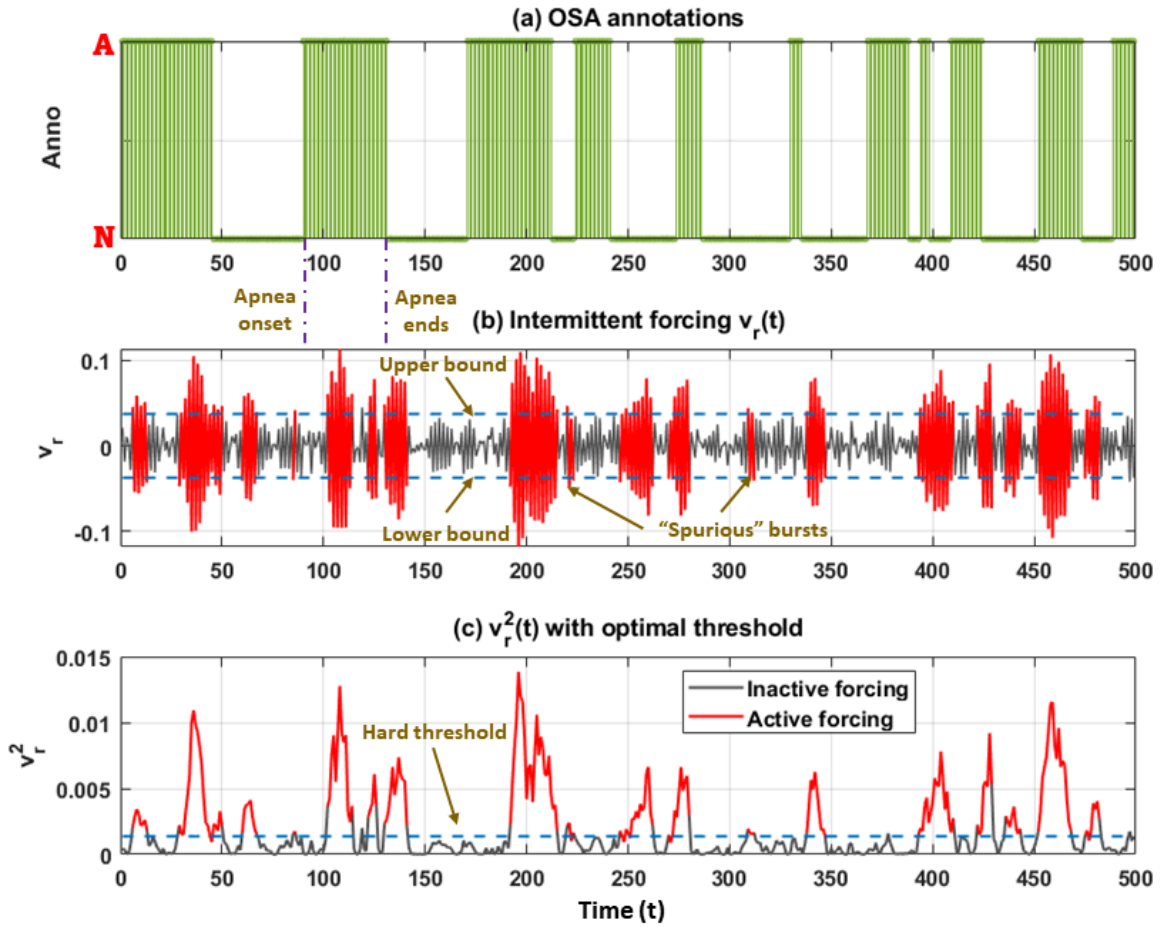 (a) OSA annotations
A
Anno
N
0 50 100 150 200 250 300 350 400 450 500
Apnea onset
Apnea ends
(b) Intermittent forcing v_r(t)
Upper bound
0.1
v_r
0
-0.1
Lower bound
“Spurious” bursts
0 50 100 150 200 250 300 350 400 450 500
(c) v_r^2(t) with optimal threshold
0.015
Inactive forcing
Active forcing
0.01
Hard threshold
v_r^2
0.005
0
0 50 100 150 200 250 300 350 400 450 500
Time (t)